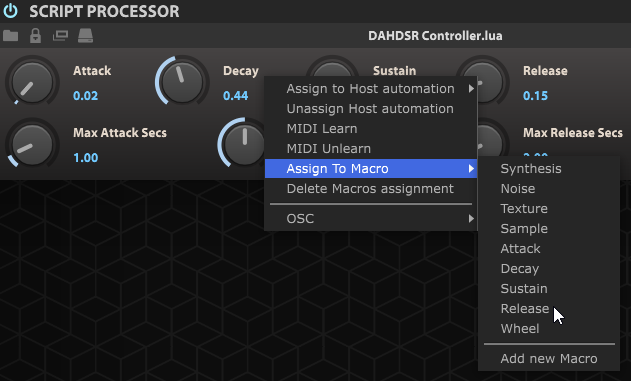 SCRIPT PROCESSOR
DAHDSR Controller.lua
Attack
0.02
Decay
0.44
Sustain
Release
0.15
Max Attack Secs
1.00
Max Release Secs
Assign to Host automation
Unassign Host automation
MIDI Learn
MIDI Unlearn
Assign To Macro
Delete Macros assignment
OSC
Synthesis
Noise
Texture
Sample
Attack
Decay
Sustain
Release
Wheel
Add new Macro